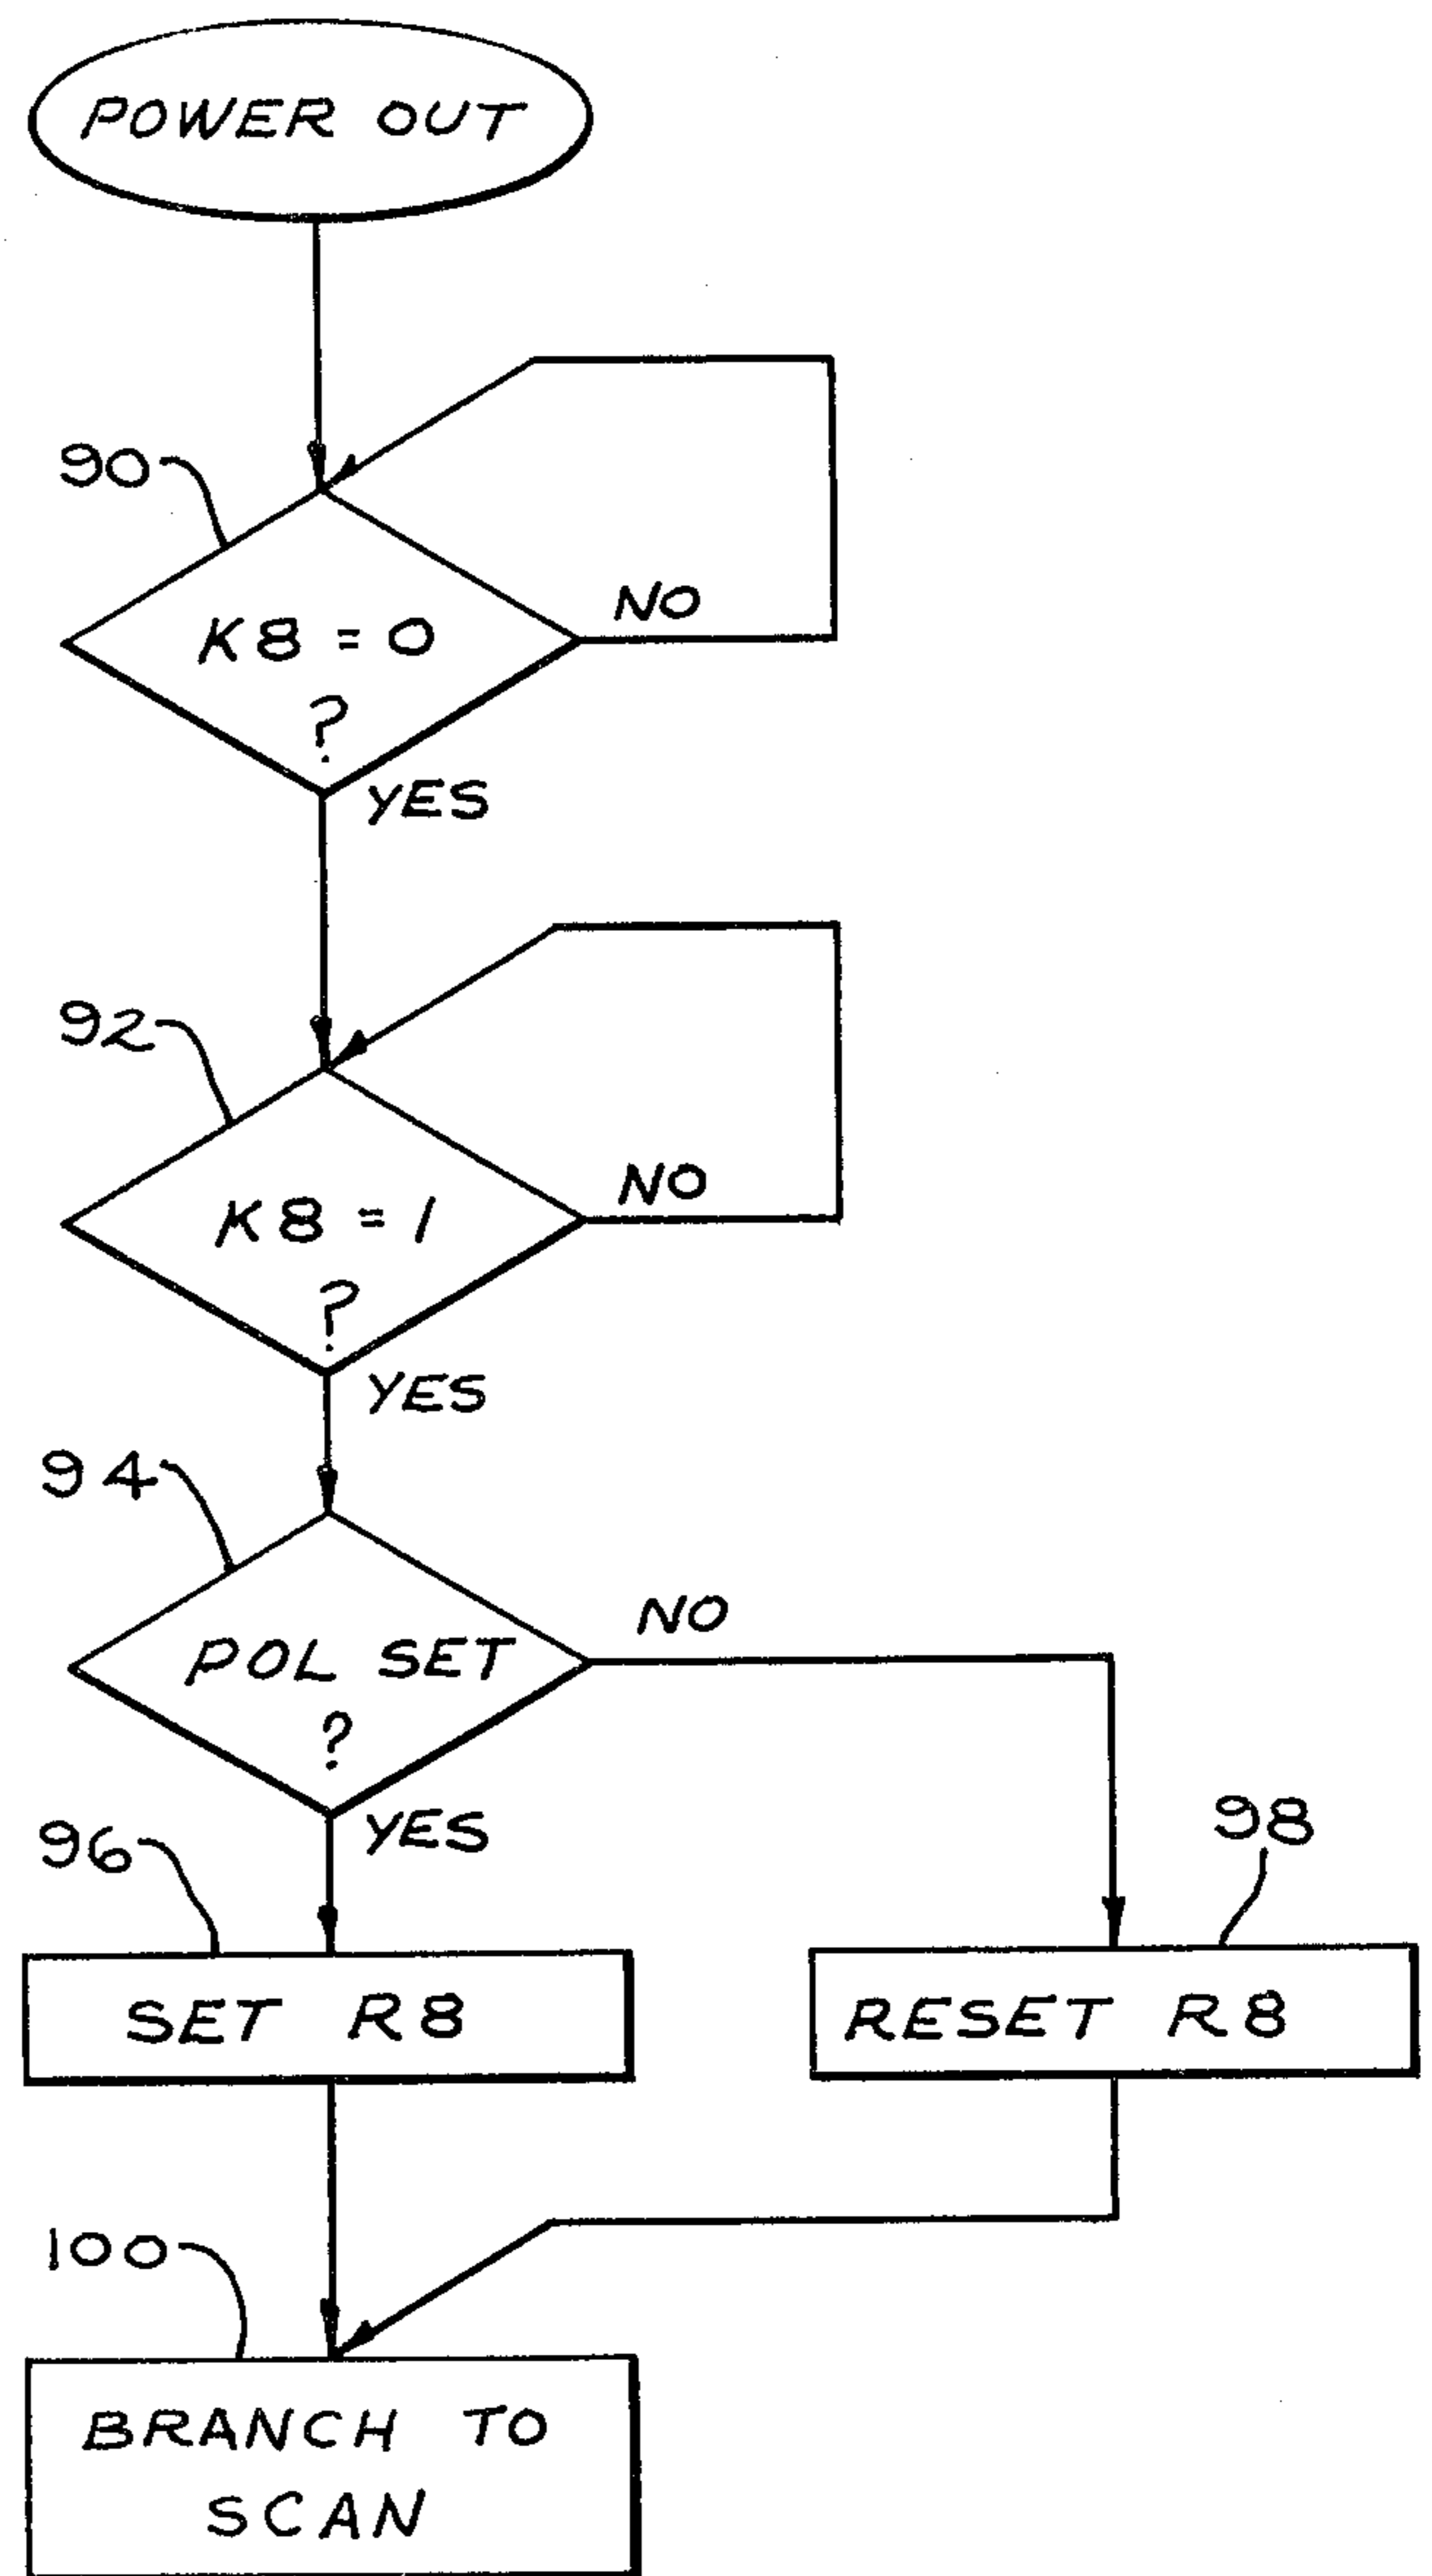 POWER OUT
90
NO
K8 = 0
?
YES
92
NO
K8 = 1
?
YES
94
NO
POL SET
?
YES
96
98
SET R8
RESET R8
100
BRANCH TO
SCAN